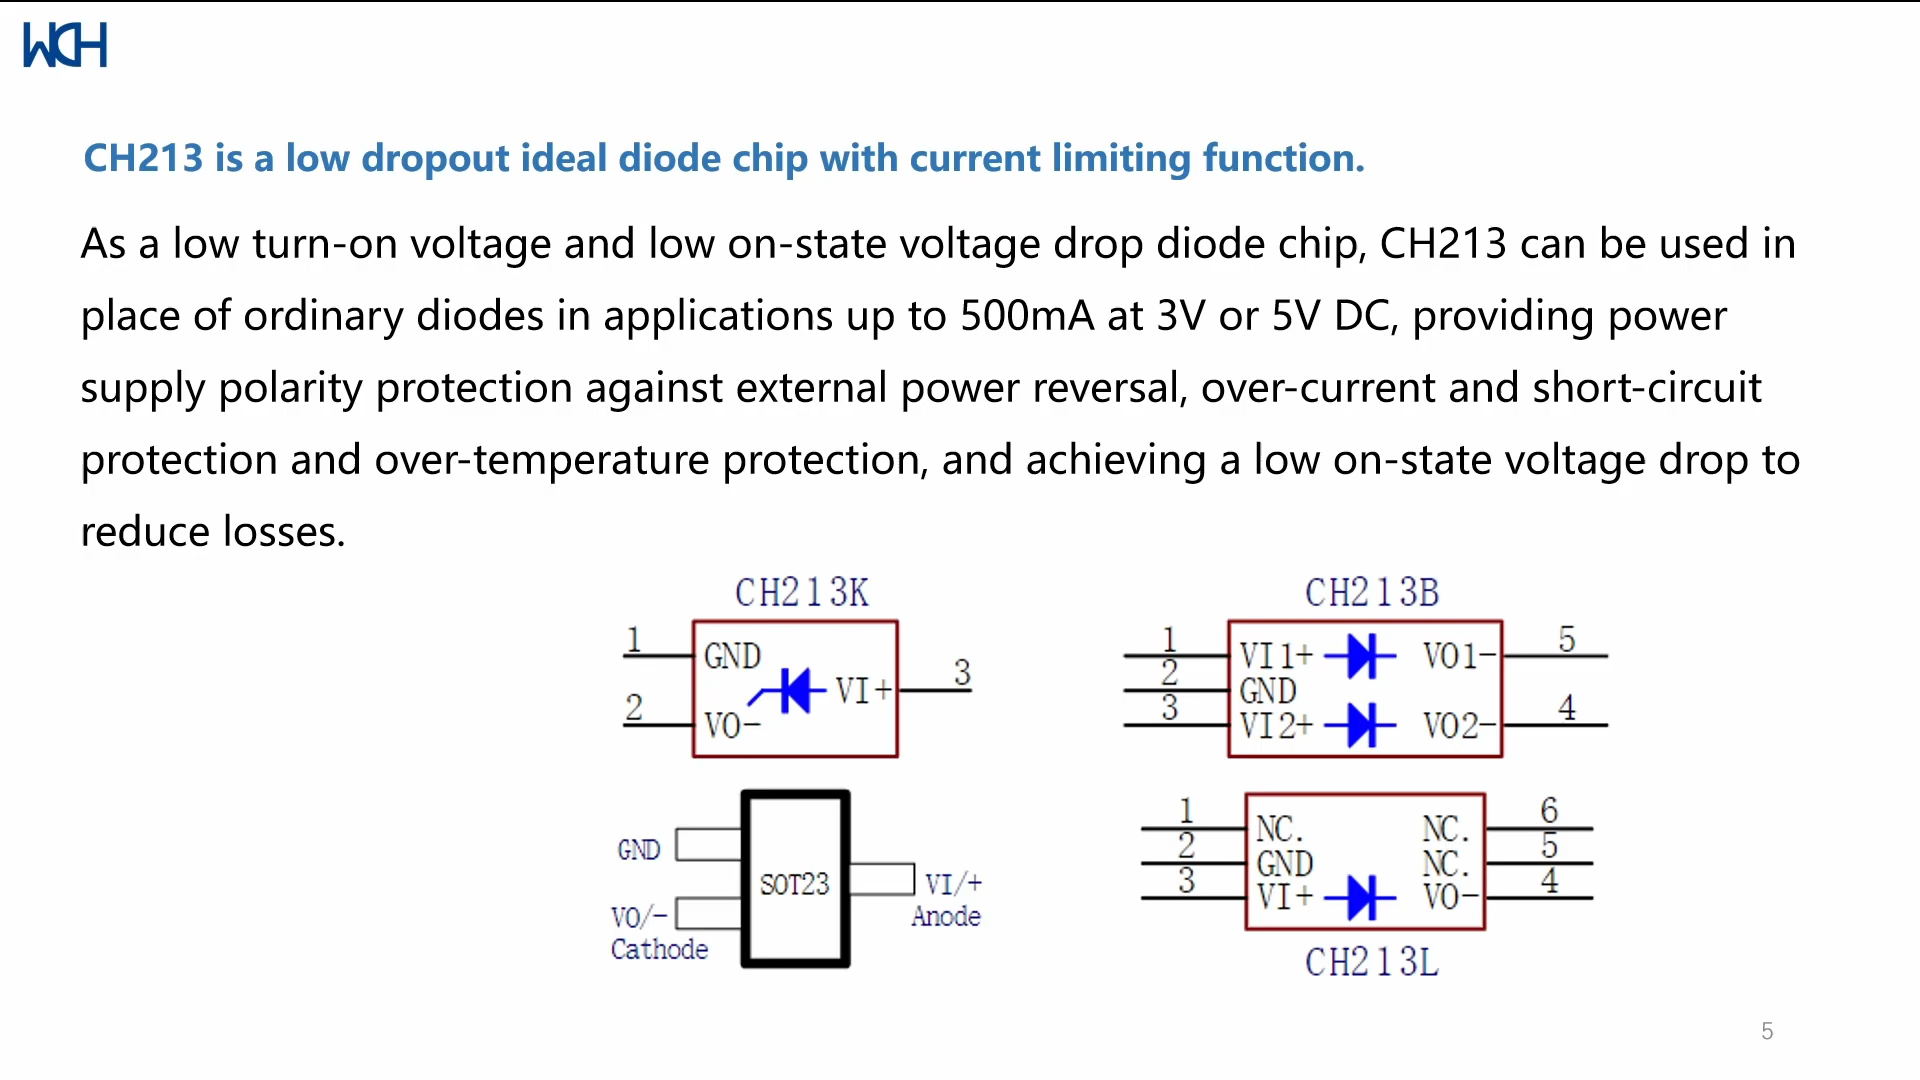 WCH
CH213 is a low dropout ideal diode chip with current limiting function.
As a low turn-on voltage and low on-state voltage drop diode chip, CH213 can be used in
place of ordinary diodes in applications up to 500mA at 3V or 5V DC, providing power
supply polarity protection against external power reversal, over-current and short-circuit
protection and over-temperature protection, and achieving a low on-state voltage drop to
reduce losses.
CH213K
1
GND
VI+
3
2
VO-
CH213B
1
VI1+
VO1-
5
2
GND
3
VI2+
VO2-
4
GND
SOT23
VI/+
Anode
VO/-
Cathode
1
NC.
NC.
6
2
GND
NC.
5
3
VI+
VO-
4
CH213L
5